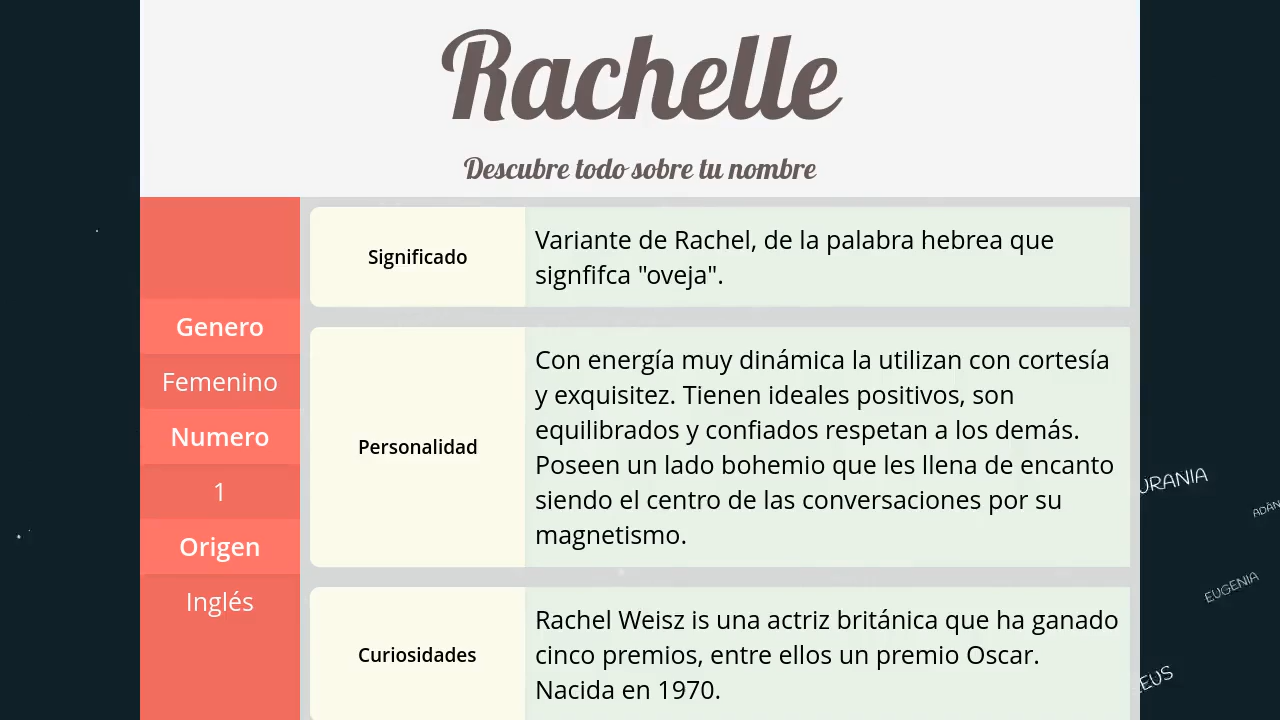 Rachelle
Descubre todo sobre tu nombre
Genero
Femenino
Numero
1
Origen
Inglés
Significado
Variante de Rachel, de la palabra hebrea que
signfifca "oveja".
Personalidad
Con energía muy dinámica la utilizan con cortesía
y exquisitez. Tienen ideales positivos, son
equilibrados y confiados respetan a los demás.
Poseen un lado bohemio que les llena de encanto
siendo el centro de las conversaciones por su
magnetismo.
Curiosidades
Rachel Weisz is una actriz británica que ha ganado
cinco premios, entre ellos un premio Oscar.
Nacida en 1970.
URANIA
EUGENIA